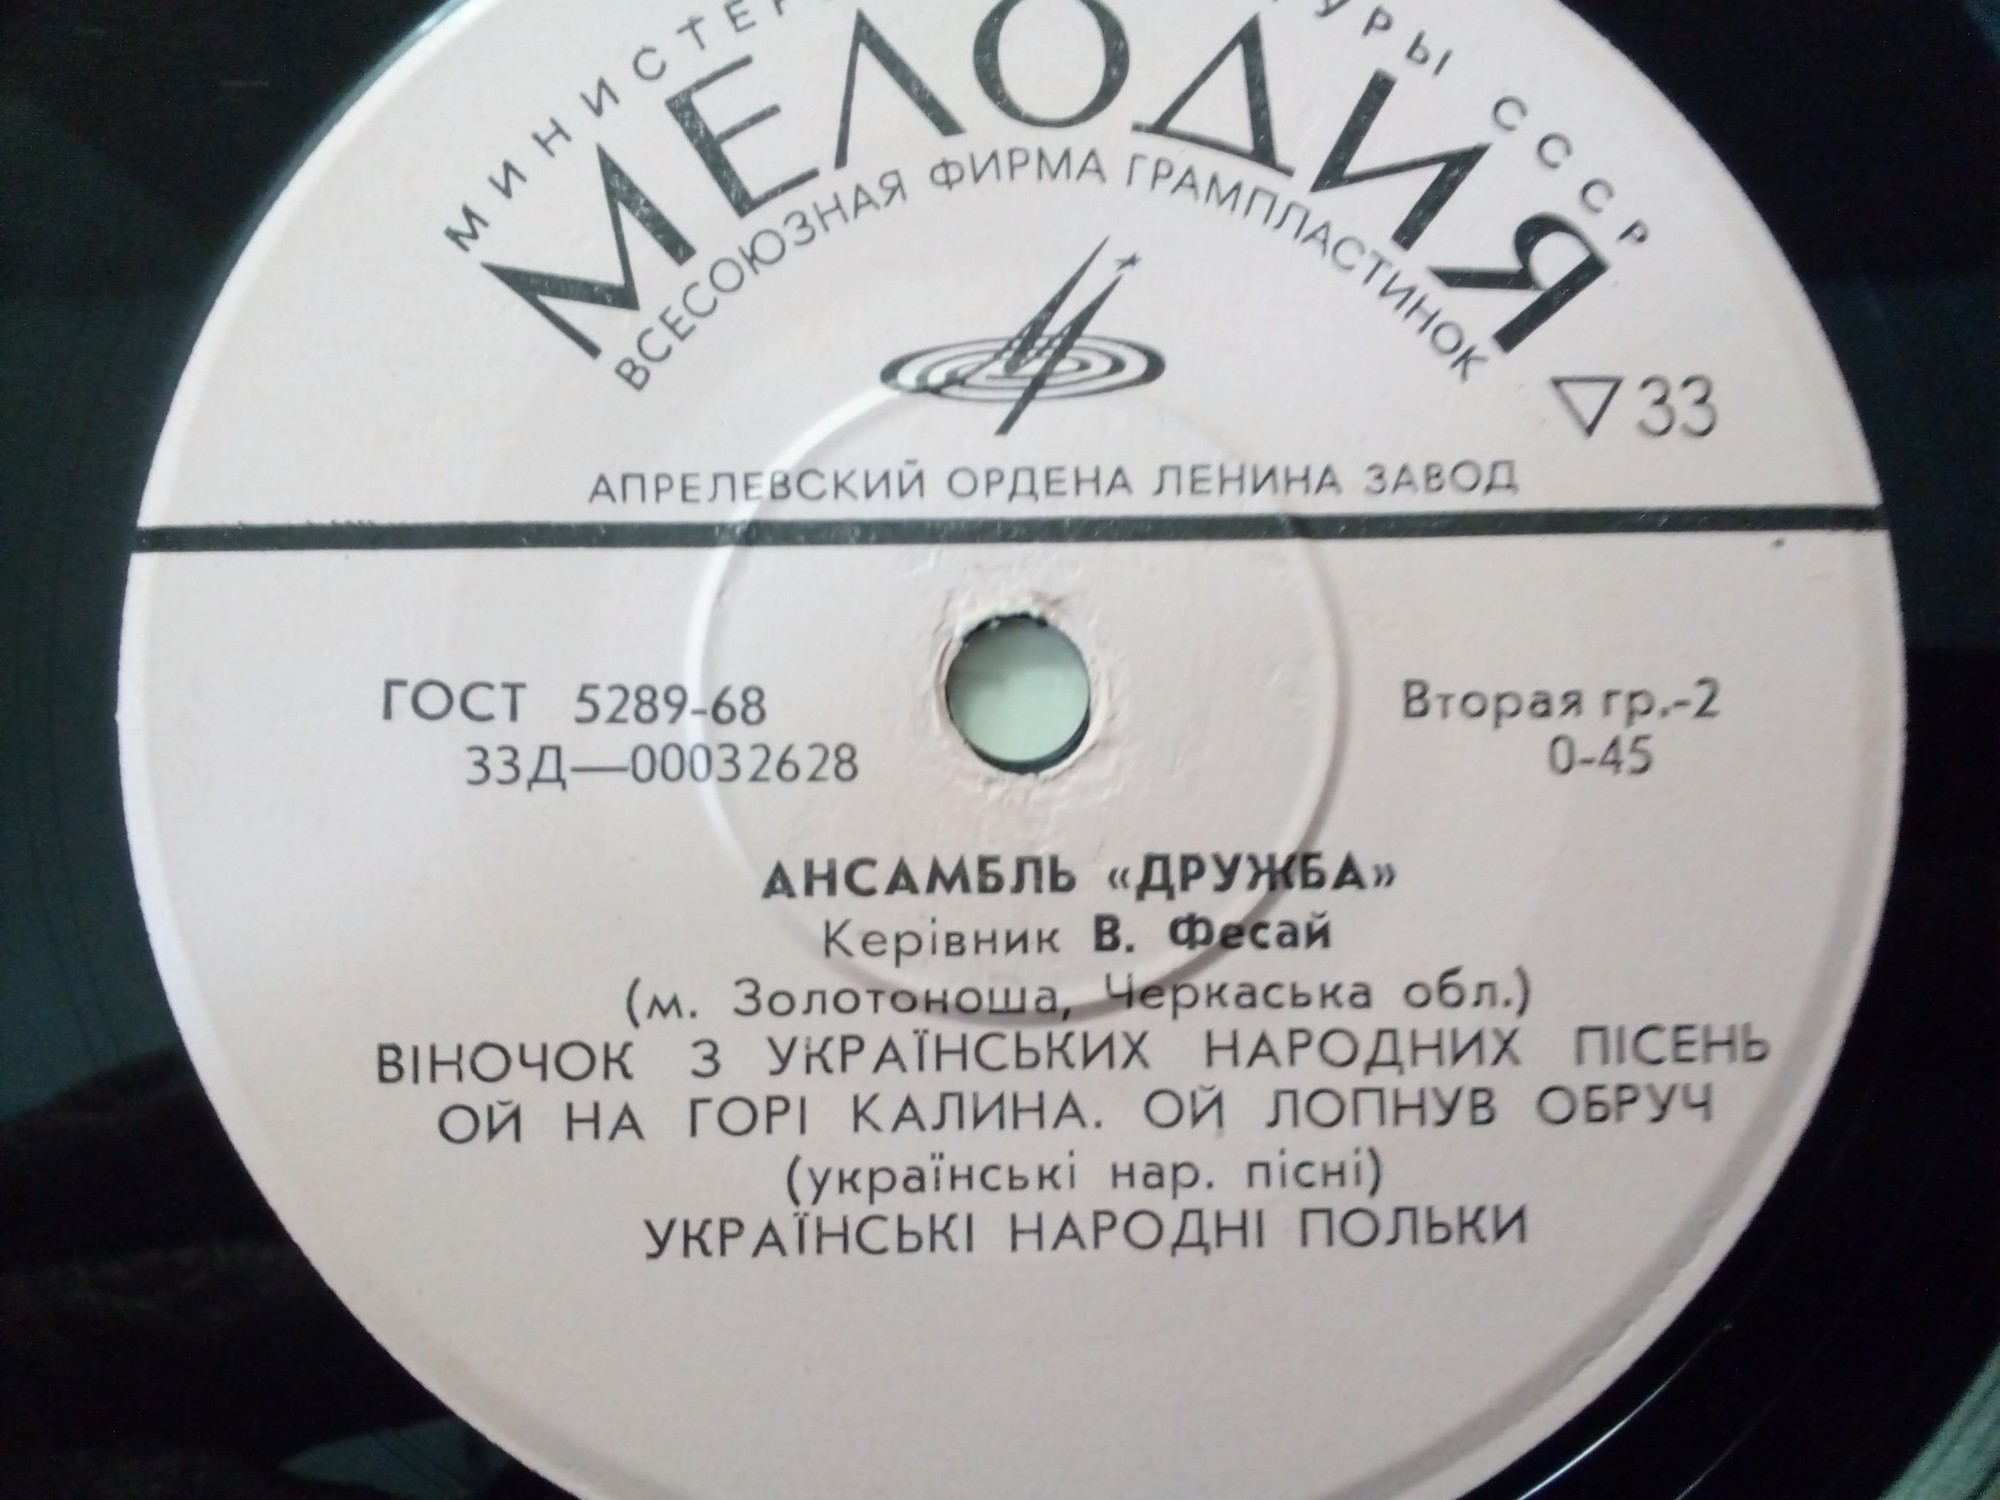 МЕЛОДИЯ
ВСЕСОЮЗНАЯ ФИРМА ГРАМПЛАСТИНОК
СССР
33
АПРЕЛЕВСКИЙ ОРДЕНА ЛЕНИНА ЗАВОД
ГОСТ 5289-68
33Д—00032628
Вторая гр.-2
0-45
АНСАМБЛЬ «ДРУЖБА»
Керівник В. Фесай
(м. Золотоноша, Черкаська обл.)
ВІНОЧОК З УКРАЇНСЬКИХ НАРОДНИХ ПІСЕНЬ
ОЙ НА ГОРІ КАЛИНА. ОЙ ЛОПНУВ ОБРУЧ
(українські нар. пісні)
УКРАЇНСЬКІ НАРОДНІ ПОЛЬКИ